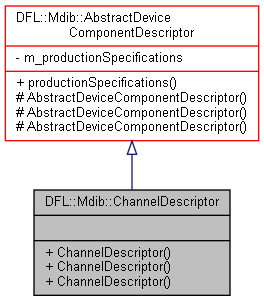 DFL::Mdib::AbstractDevice
ComponentDescriptor
- m_productionSpecifications
+ productionSpecifications()
# AbstractDeviceComponentDescriptor()
# AbstractDeviceComponentDescriptor()
# AbstractDeviceComponentDescriptor()
DFL::Mdib::ChannelDescriptor
+ ChannelDescriptor()
+ ChannelDescriptor()
+ ChannelDescriptor()